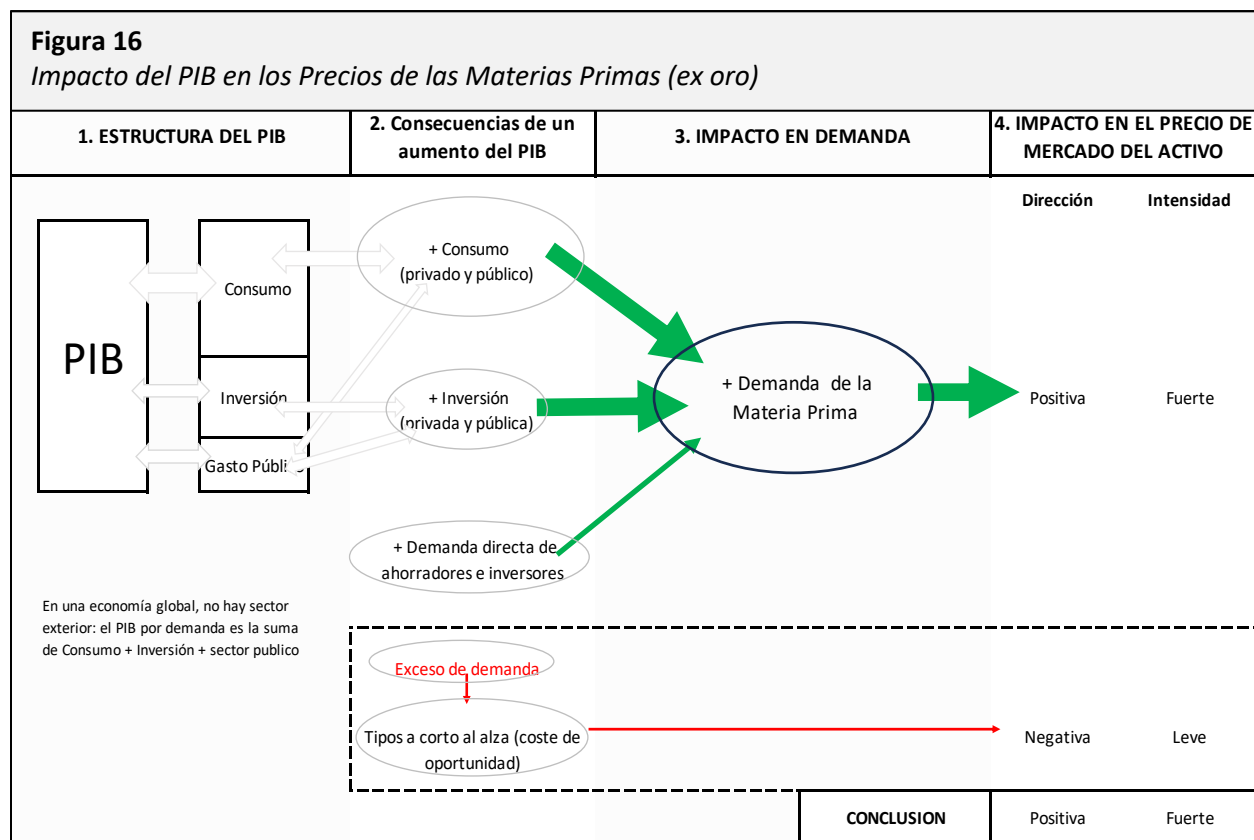 Figura 16
Impacto del PIB en los Precios de las Materias Primas (ex oro)
1. ESTRUCTURA DEL PIB
2. Consecuencias de un
aumento del PIB
3. IMPACTO EN DEMANDA
4. IMPACTO EN EL PRECIO DE
MERCADO DEL ACTIVO
Dirección
Intensidad
PIB
Consumo
Inversión
Gasto Públic
+ Consumo
(privado y público)
+ Inversión
(privada y pública)
+ Demanda directa de
ahorradores e inversores
+ Demanda de la
Materia Prima
Positiva
Fuerte
En una economía global, no hay sector
exterior: el PIB por demanda es la suma
de Consumo + Inversión + sector publico
Exceso de demanda
Tipos a corto al alza (coste de
oportunidad)
Negativa
Leve
CONCLUSION
Positiva
Fuerte